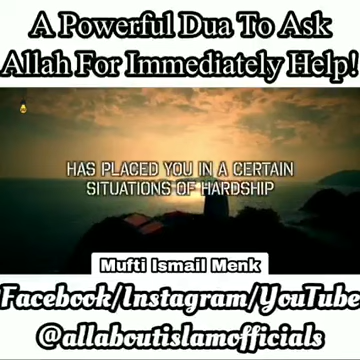 A Powerful Dua To Ask
Allah For Immediately Help!
HAS PLACED YOU IN A CERTAIN
SITUATIONS OF HARDSHIP
Mufti Ismail Menk
Facebook/Instagram/YouTube
@allaboutislamofficials